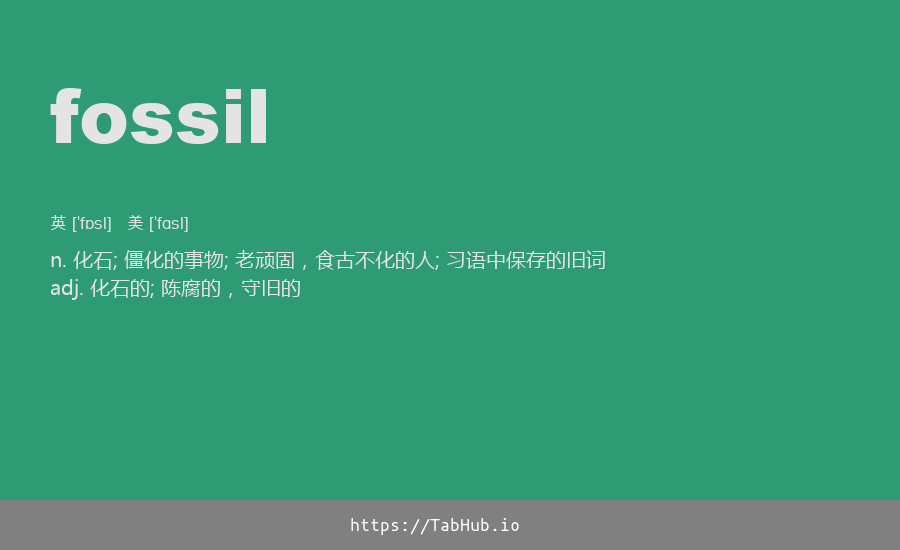 fossil
英 [ˈfɒsl] 美 [ˈfɑsl]
n. 化石; 僵化的事物; 老顽固，食古不化的人; 习语中保存的旧词
adj. 化石的; 陈腐的，守旧的
https://TabHub.io